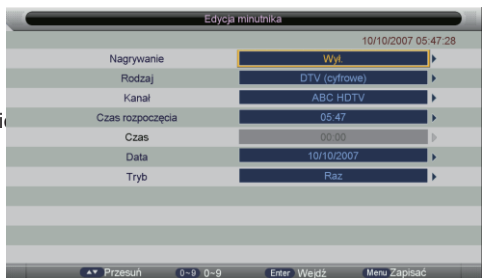 Edycja minutnika
10/10/2007 05:47:28
Nagrywanie Wył.
Rodzaj DTV (cyfrowe)
Kanał ABC HDTV
Czas rozpoczęcia 05:47
Czas 00:00
Data 10/10/2007
Tryb Raz
Przesuń 0~9 0~9 Enter Wejdź Menu Zapisać